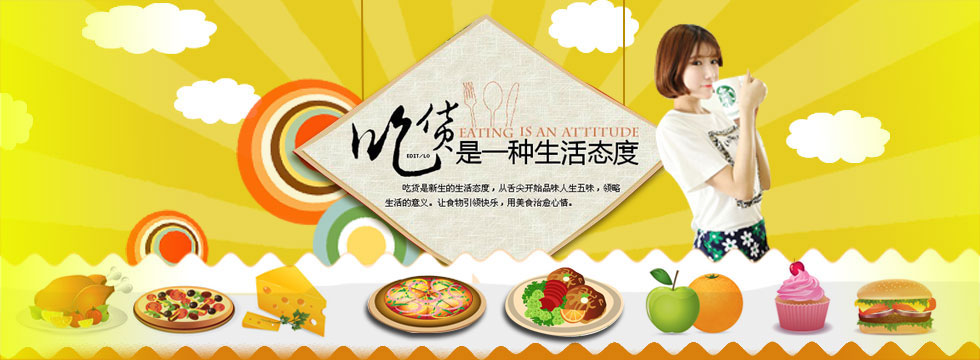 吃货
EATING IS AN ATTITUDE
EDIT/LO
是一种生活态度
吃货是新生的生活态度，从舌尖开始品味人生五味，领略
生活的意义。让食物引领快乐，用美食治愈心情。